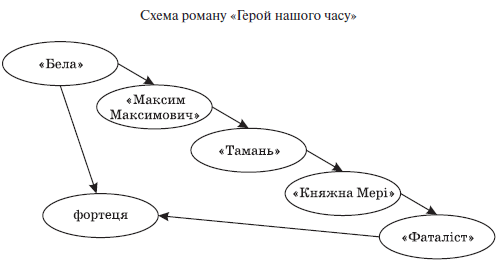 Схема роману «Герой нашого часу»
«Бела»
«Максим
Максимович»
«Тамань»
«Княжна Мері»
фортеця
«Фаталіст»